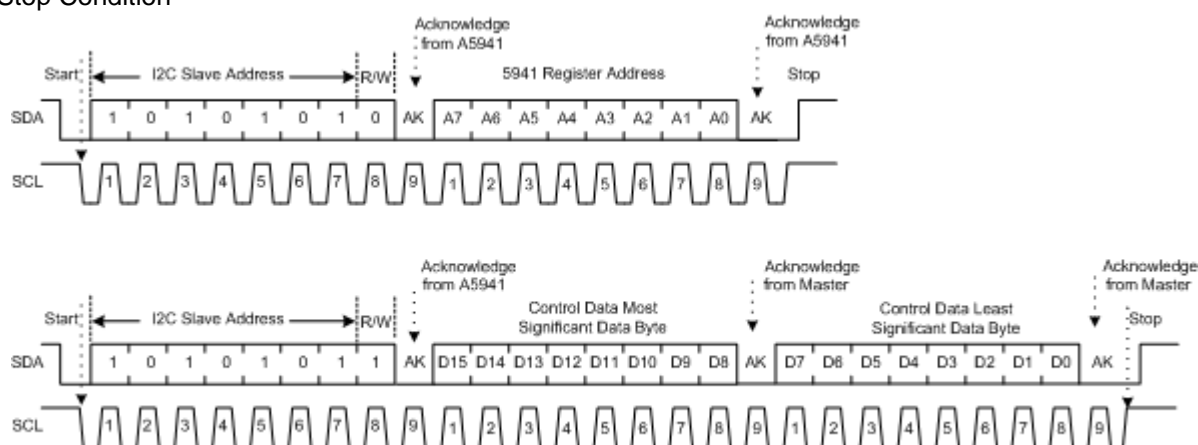 Stop Condition
Acknowledge
from A5941
Acknowledge
from A5941
Start
I2C Slave Address
R/W
5941 Register Address
Stop
SDA
1 0 1 0 1 0 1 0 AK A7 A6 A5 A4 A3 A2 A1 A0 AK
SCL
1 2 3 4 5 6 7 8 9 1 2 3 4 5 6 7 8 9
Acknowledge
from A5941
Acknowledge
from Master
Acknowledge
from Master
Start
I2C Slave Address
R/W
Control Data Most
Significant Data Byte
Control Data Least
Significant Data Byte
Stop
SDA
1 0 1 0 1 0 1 1 AK D15 D14 D13 D12 D11 D10 D9 D8 AK D7 D6 D5 D4 D3 D2 D1 D0 AK
SCL
1 2 3 4 5 6 7 8 9 1 2 3 4 5 6 7 8 9 1 2 3 4 5 6 7 8 9